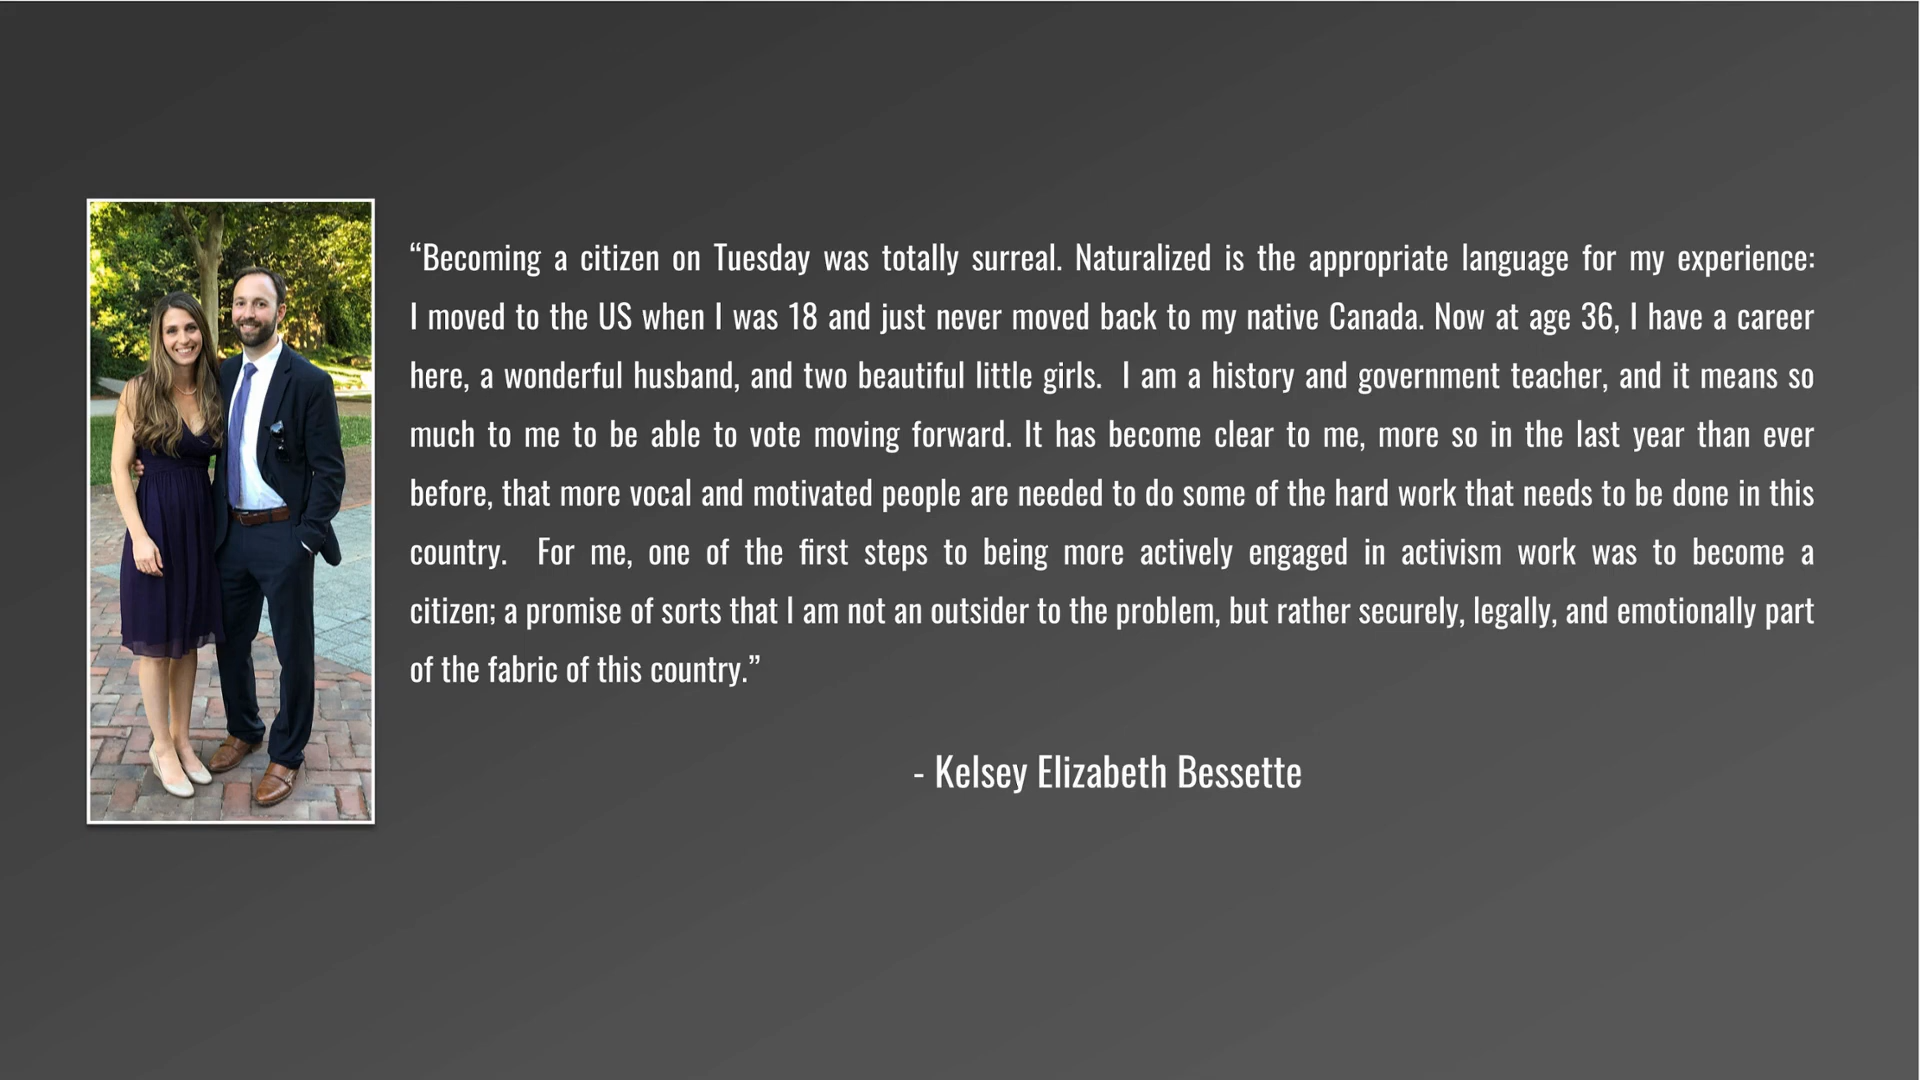 “Becoming a citizen on Tuesday was totally surreal. Naturalized is the appropriate language for my experience:
I moved to the US when I was 18 and just never moved back to my native Canada. Now at age 36, I have a career
here, a wonderful husband, and two beautiful little girls.  I am a history and government teacher, and it means so
much to me to be able to vote moving forward. It has become clear to me, more so in the last year than ever
before, that more vocal and motivated people are needed to do some of the hard work that needs to be done in this
country.  For me, one of the first steps to being more actively engaged in activism work was to become a
citizen; a promise of sorts that I am not an outsider to the problem, but rather securely, legally, and emotionally part
of the fabric of this country.”
- Kelsey Elizabeth Bessette